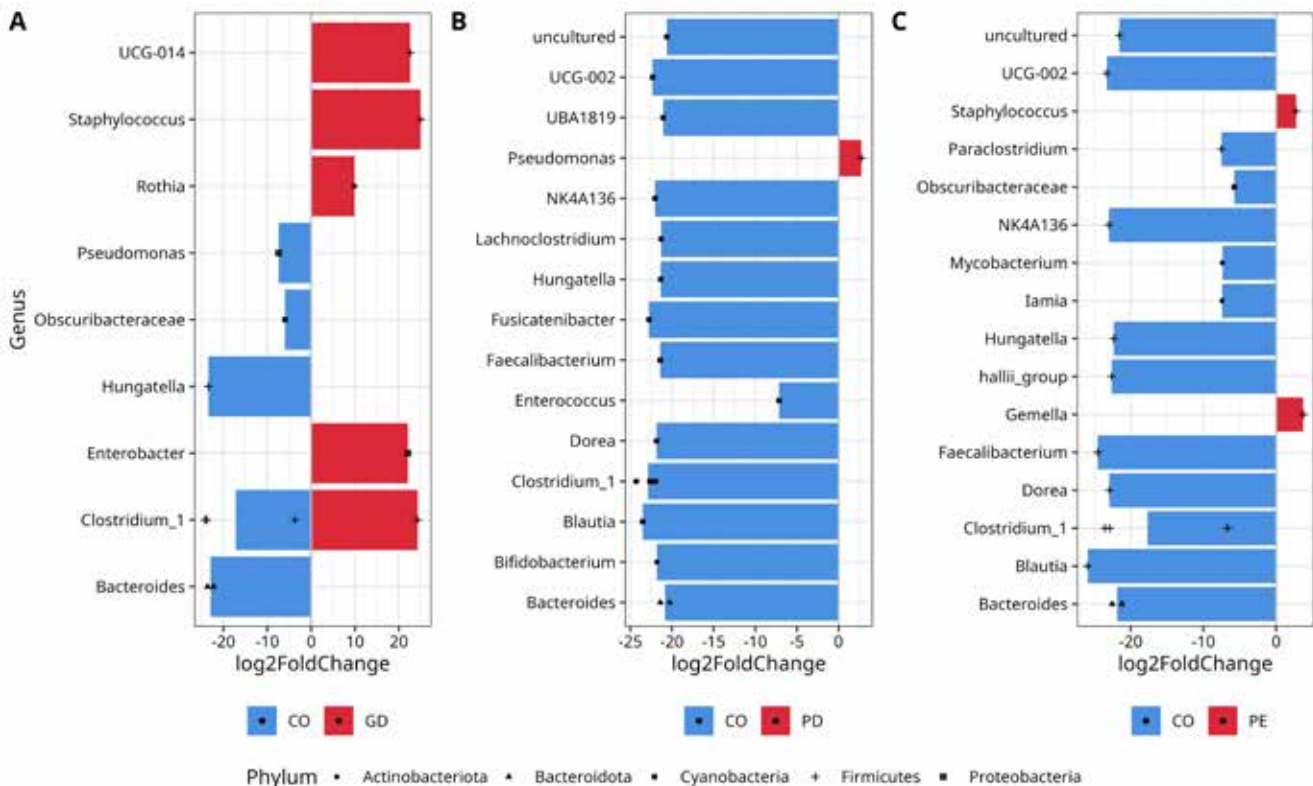 A
Genus
UCG-014
Staphylococcus
Rothia
Pseudomonas
Obscuribacteraceae
Hungatella
Enterobacter
Clostridium_1
Bacteroides
-20 -10 0 10 20
log2FoldChange
CO GD
B
uncultured
UCG-002
UBA1819
Pseudomonas
NK4A136
Lachnoclostridium
Hungatella
Fusicatenibacter
Faecalibacterium
Enterococcus
Dorea
Clostridium_1
Blautia
Bifidobacterium
Bacteroides
-25 -20 -15 -10 -5 0
log2FoldChange
CO PD
C
uncultured
UCG-002
Staphylococcus
Paraclostridium
Obscuribacteraceae
NK4A136
Mycobacterium
Iamia
Hungatella
hallii_group
Gemella
Faecalibacterium
Dorea
Clostridium_1
Blautia
Bacteroides
-20 -10 0
log2FoldChange
CO PE
Phylum Actinobacteriota Bacteroidota Cyanobacteria Firmicutes Proteobacteria